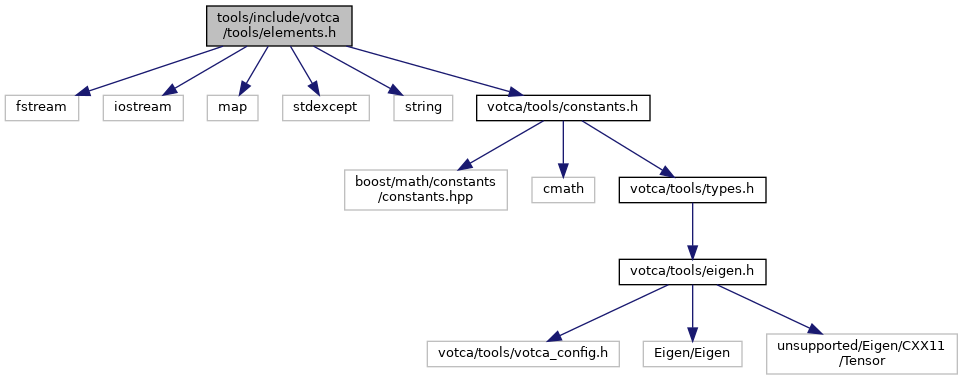 tools/include/votca
/tools/elements.h
fstream
iostream
map
stdexcept
string
votca/tools/constants.h
boost/math/constants
/constants.hpp
cmath
votca/tools/types.h
votca/tools/eigen.h
votca/tools/votca_config.h
Eigen/Eigen
unsupported/Eigen/CXX11
/Tensor